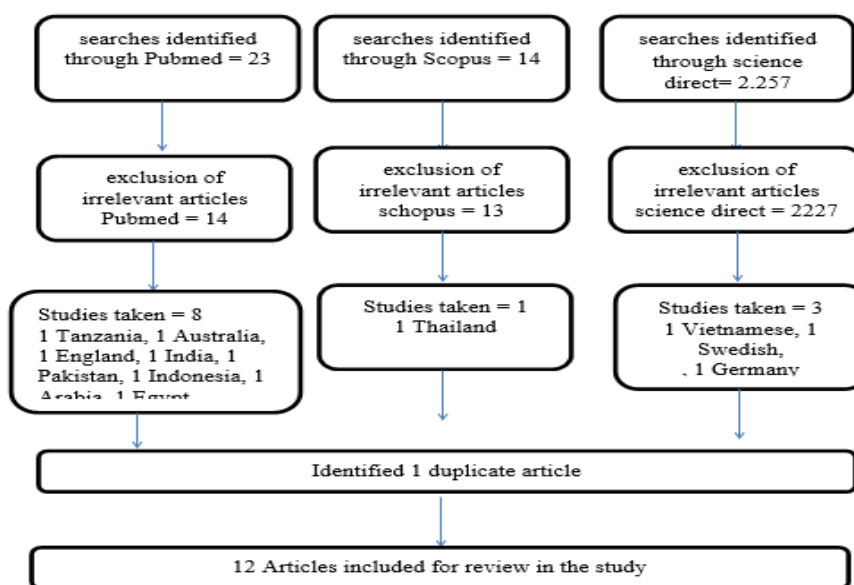 searches identified
through Pubmed = 23
searches identified
through Scopus = 14
searches identified
through science
direct= 2.257
exclusion of
irrelevant articles
Pubmed = 14
exclusion of
irrelevant articles
schopus = 13
exclusion of
irrelevant articles
science direct = 2227
Studies taken = 8
1 Tanzania, 1 Australia,
1 England, 1 India, 1
Pakistan, 1 Indonesia, 1
Arabia, 1 Egypt
Studies taken = 1
1 Thailand
Studies taken = 3
1 Vietnamese, 1
Swedish,
, 1 Germany
Identified 1 duplicate article
12 Articles included for review in the study